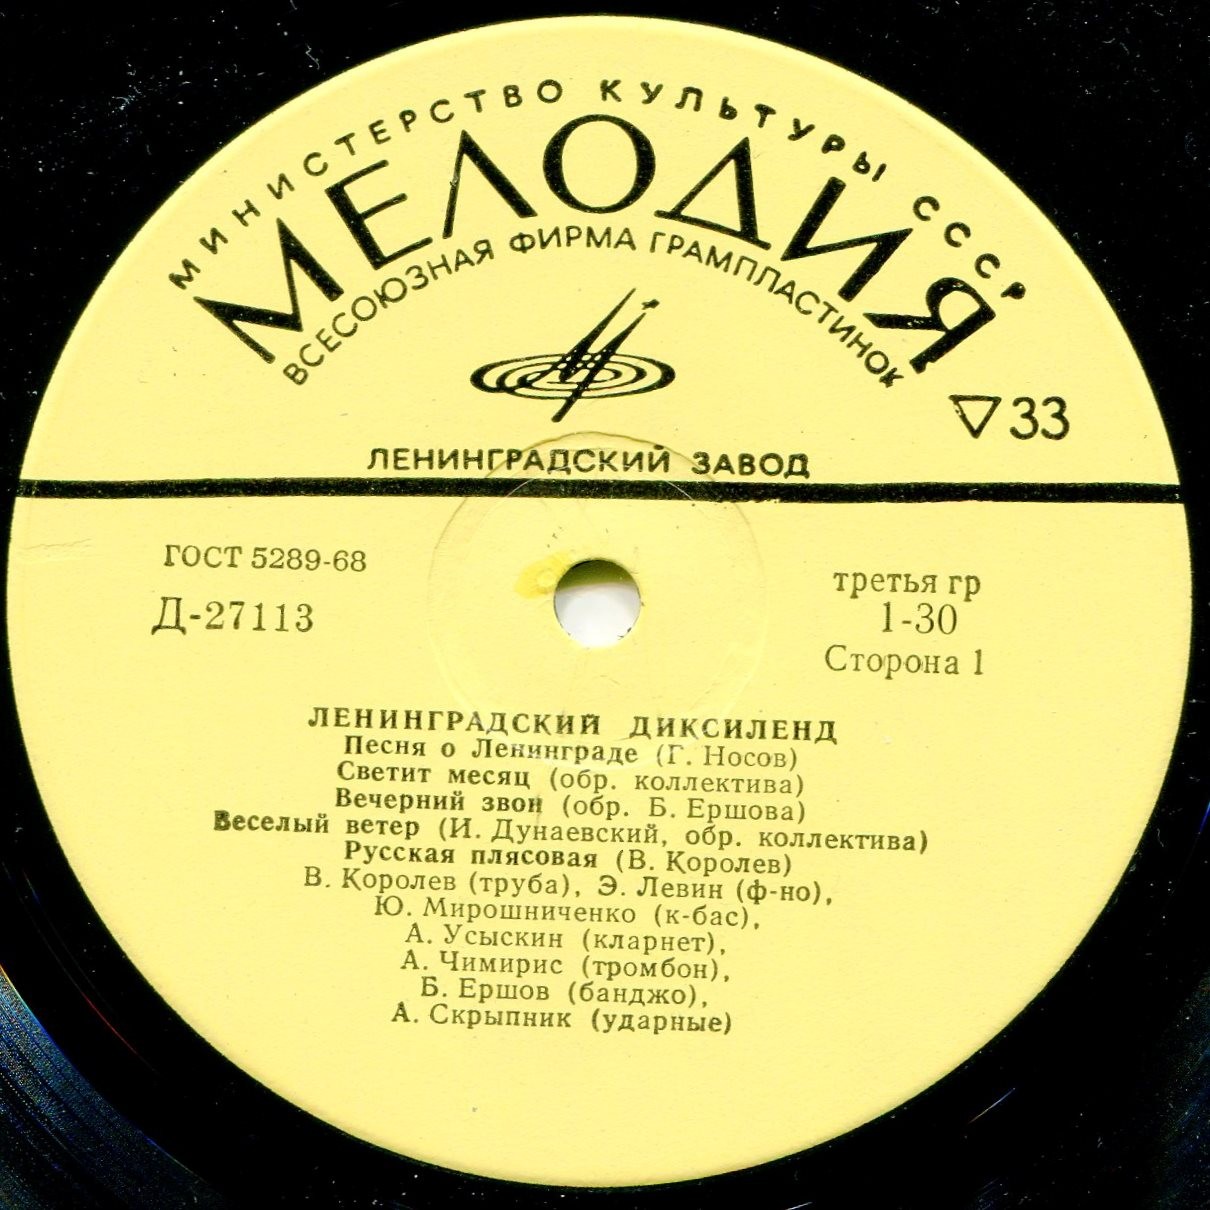 МИНИСТЕРСТВО КУЛЬТУРЫ СССР
МЕЛОДИЯ
ВСЕСОЮЗНАЯ ФИРМА ГРАМПЛАСТИНОК
33
ЛЕНИНГРАДСКИЙ ЗАВОД
ГОСТ 5289-68
Д-27113
третья гр
1-30
Сторона 1
ЛЕНИНГРАДСКИЙ ДИКСИЛЕНД
Песня о Ленинграде (Г. Носов)
Светит месяц (обр. коллектива)
Вечерний звон (обр. Б. Ершова)
Веселый ветер (И. Дунаевский, обр. коллектива)
Русская плясовая (В. Королев)
В. Королев (труба), Э. Левин (ф-но),
Ю. Мирошниченко (к-бас),
А. Усыскин (кларнет),
А. Чимирис (тромбон),
Б. Ершов (банджо),
А. Скрыпник (ударные)